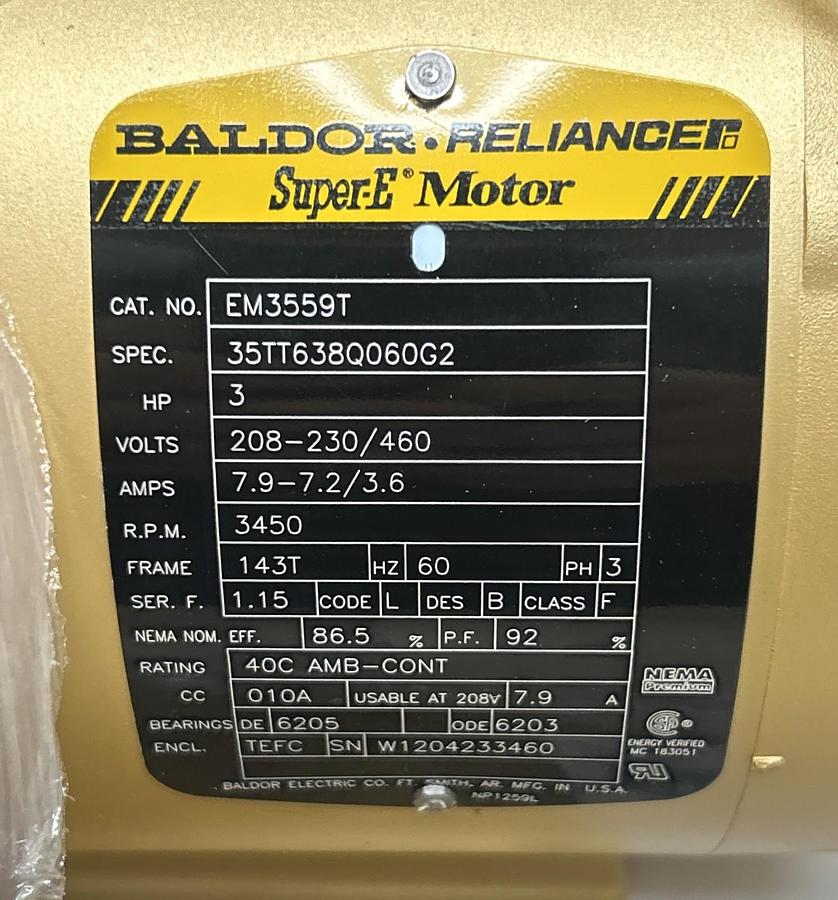 BALDOR • RELIANCER
Super-E® Motor
CAT. NO. EM3559T
SPEC. 35TT638Q060G2
HP 3
VOLTS 208-230/460
AMPS 7.9-7.2/3.6
R.P.M. 3450
FRAME 143T HZ 60 PH 3
SER. F. 1.15 CODE L DES B CLASS F
NEMA NOM. EFF. 86.5 % P.F. 92 %
RATING 40C AMB-CONT
CC 010A USABLE AT 208V 7.9 A
BEARINGS DE 6205 ODE 6203
ENCL. TEFC SN W1204233460
NEMA
Premium
ENERGY VERIFIED
MC 183051
BALDOR ELECTRIC CO. FT. SMITH, AR. MFG. IN U.S.A.
NP1259L